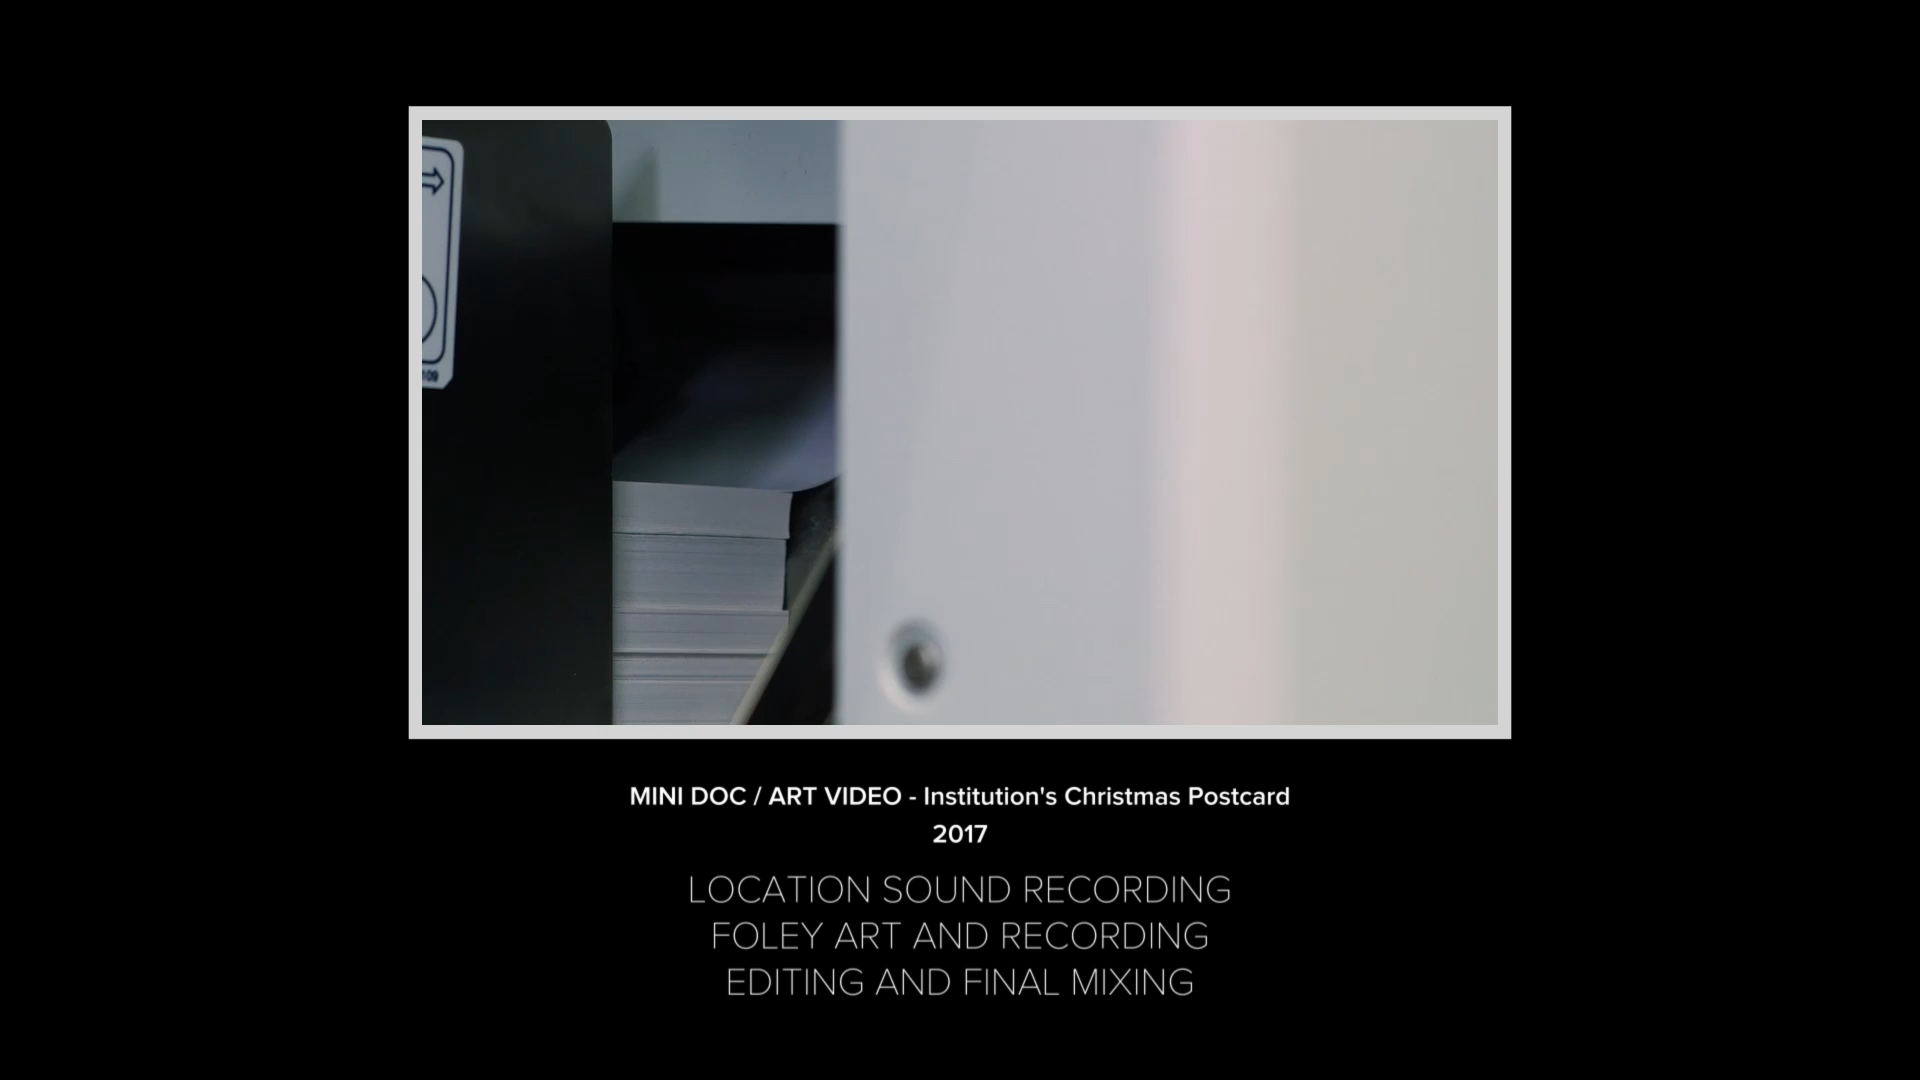 109
MINI DOC / ART VIDEO - Institution's Christmas Postcard
2017
LOCATION SOUND RECORDING
FOLEY ART AND RECORDING
EDITING AND FINAL MIXING